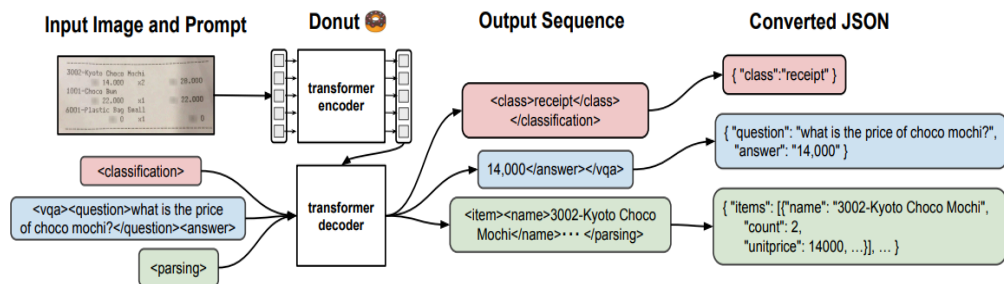 Input Image and Prompt
Donut 🍩
Output Sequence
Converted JSON
3002-Kyoto Choco Mochi
14,000 x2 28,000
1001-Choco Bun
22,000 x1 22,000
6001-Plastic Bag Small
0 x1 0
transformer
encoder
<classification>
<vqa><question>what is the price
of choco mochi?</question><answer>
<parsing>
transformer
decoder
<class>receipt</class>
</classification>
14,000</answer></vqa>
<item><name>3002-Kyoto Choco
Mochi</name>··· </parsing>
{ "class":"receipt" }
{ "question": "what is the price of choco mochi?",
"answer": "14,000" }
{ "items": [{"name": "3002-Kyoto Choco Mochi",
"count": 2,
"unitprice": 14000, …}], … }